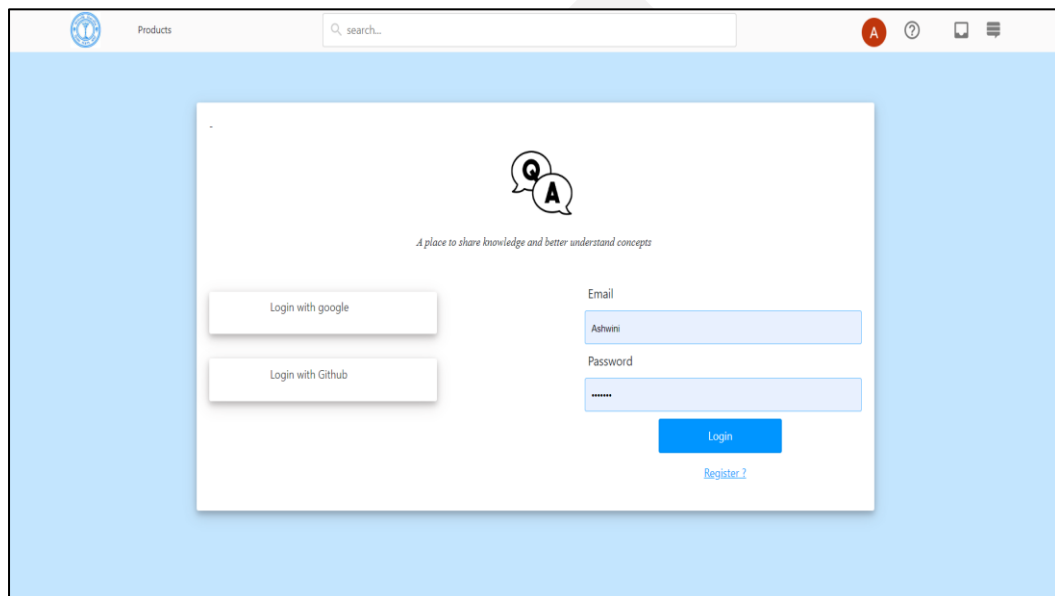 Products
search...
A
-
Q
A
A place to share knowledge and better understand concepts
Login with google
Login with Github
Email
Ashwini
Password
•••••••
Login
Register ?